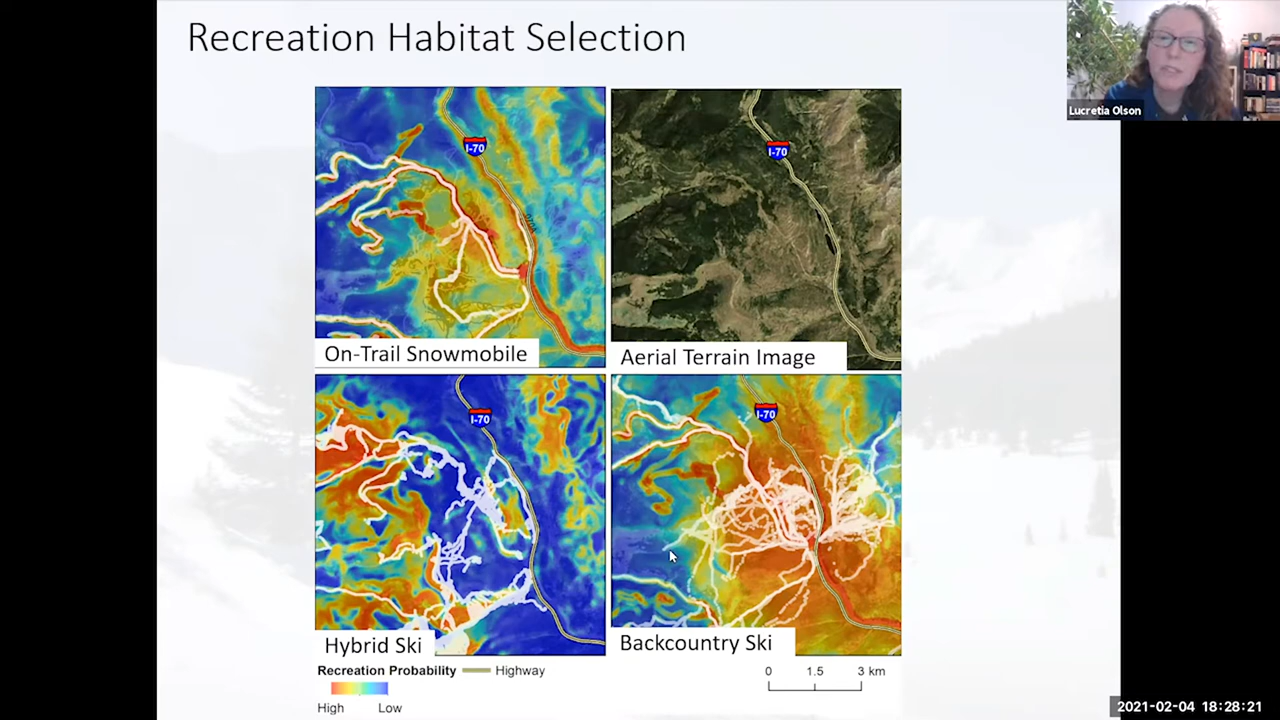 Recreation Habitat Selection
Lucretia Olson
I-70
I-70
On-Trail Snowmobile
Aerial Terrain Image
I-70
I-70
Hybrid Ski
Backcountry Ski
Recreation Probability
Highway
0 1.5 3 km
High Low
2021-02-04 18:28:21